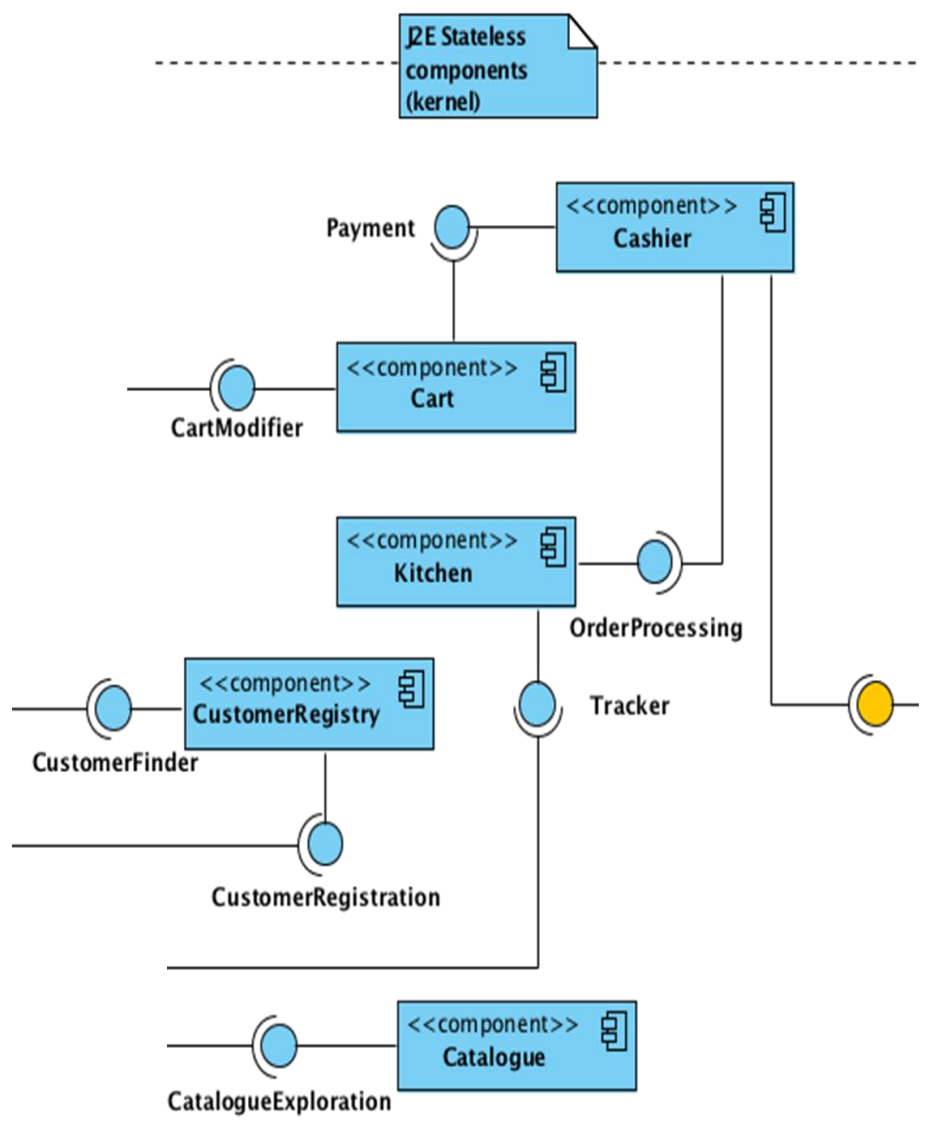 J2E Stateless
components
(kernel)
<<component>>
Cashier
Payment
<<component>>
Cart
CartModifier
<<component>>
Kitchen
OrderProcessing
<<component>>
CustomerRegistry
Tracker
CustomerFinder
CustomerRegistration
<<component>>
Catalogue
CatalogueExploration